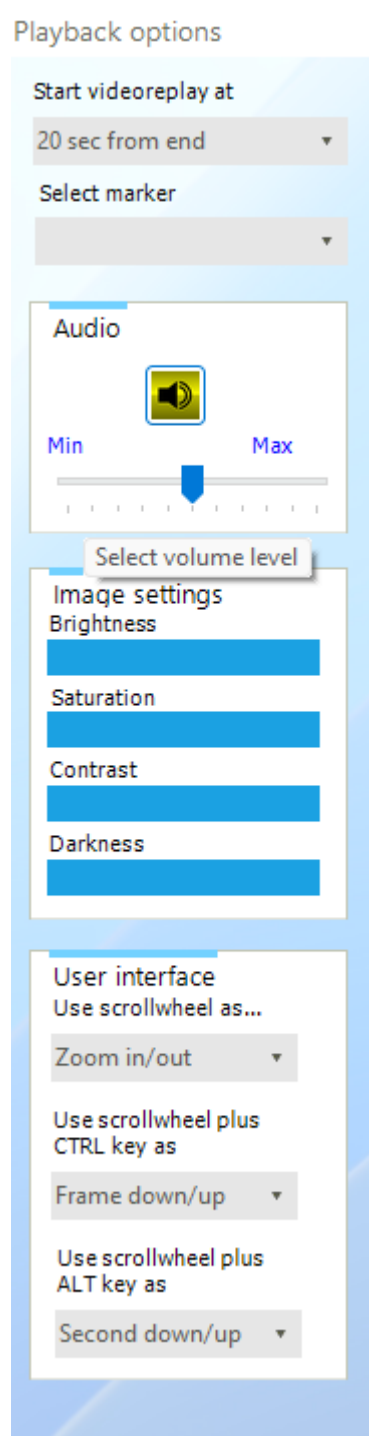 Playback options
Start videoreplay at
20 sec from end
Select marker
Audio
Min Max
Select volume level
Image settings
Brightness
Saturation
Contrast
Darkness
User interface
Use scrollwheel as...
Zoom in/out
Use scrollwheel plus
CTRL key as
Frame down/up
Use scrollwheel plus
ALT key as
Second down/up